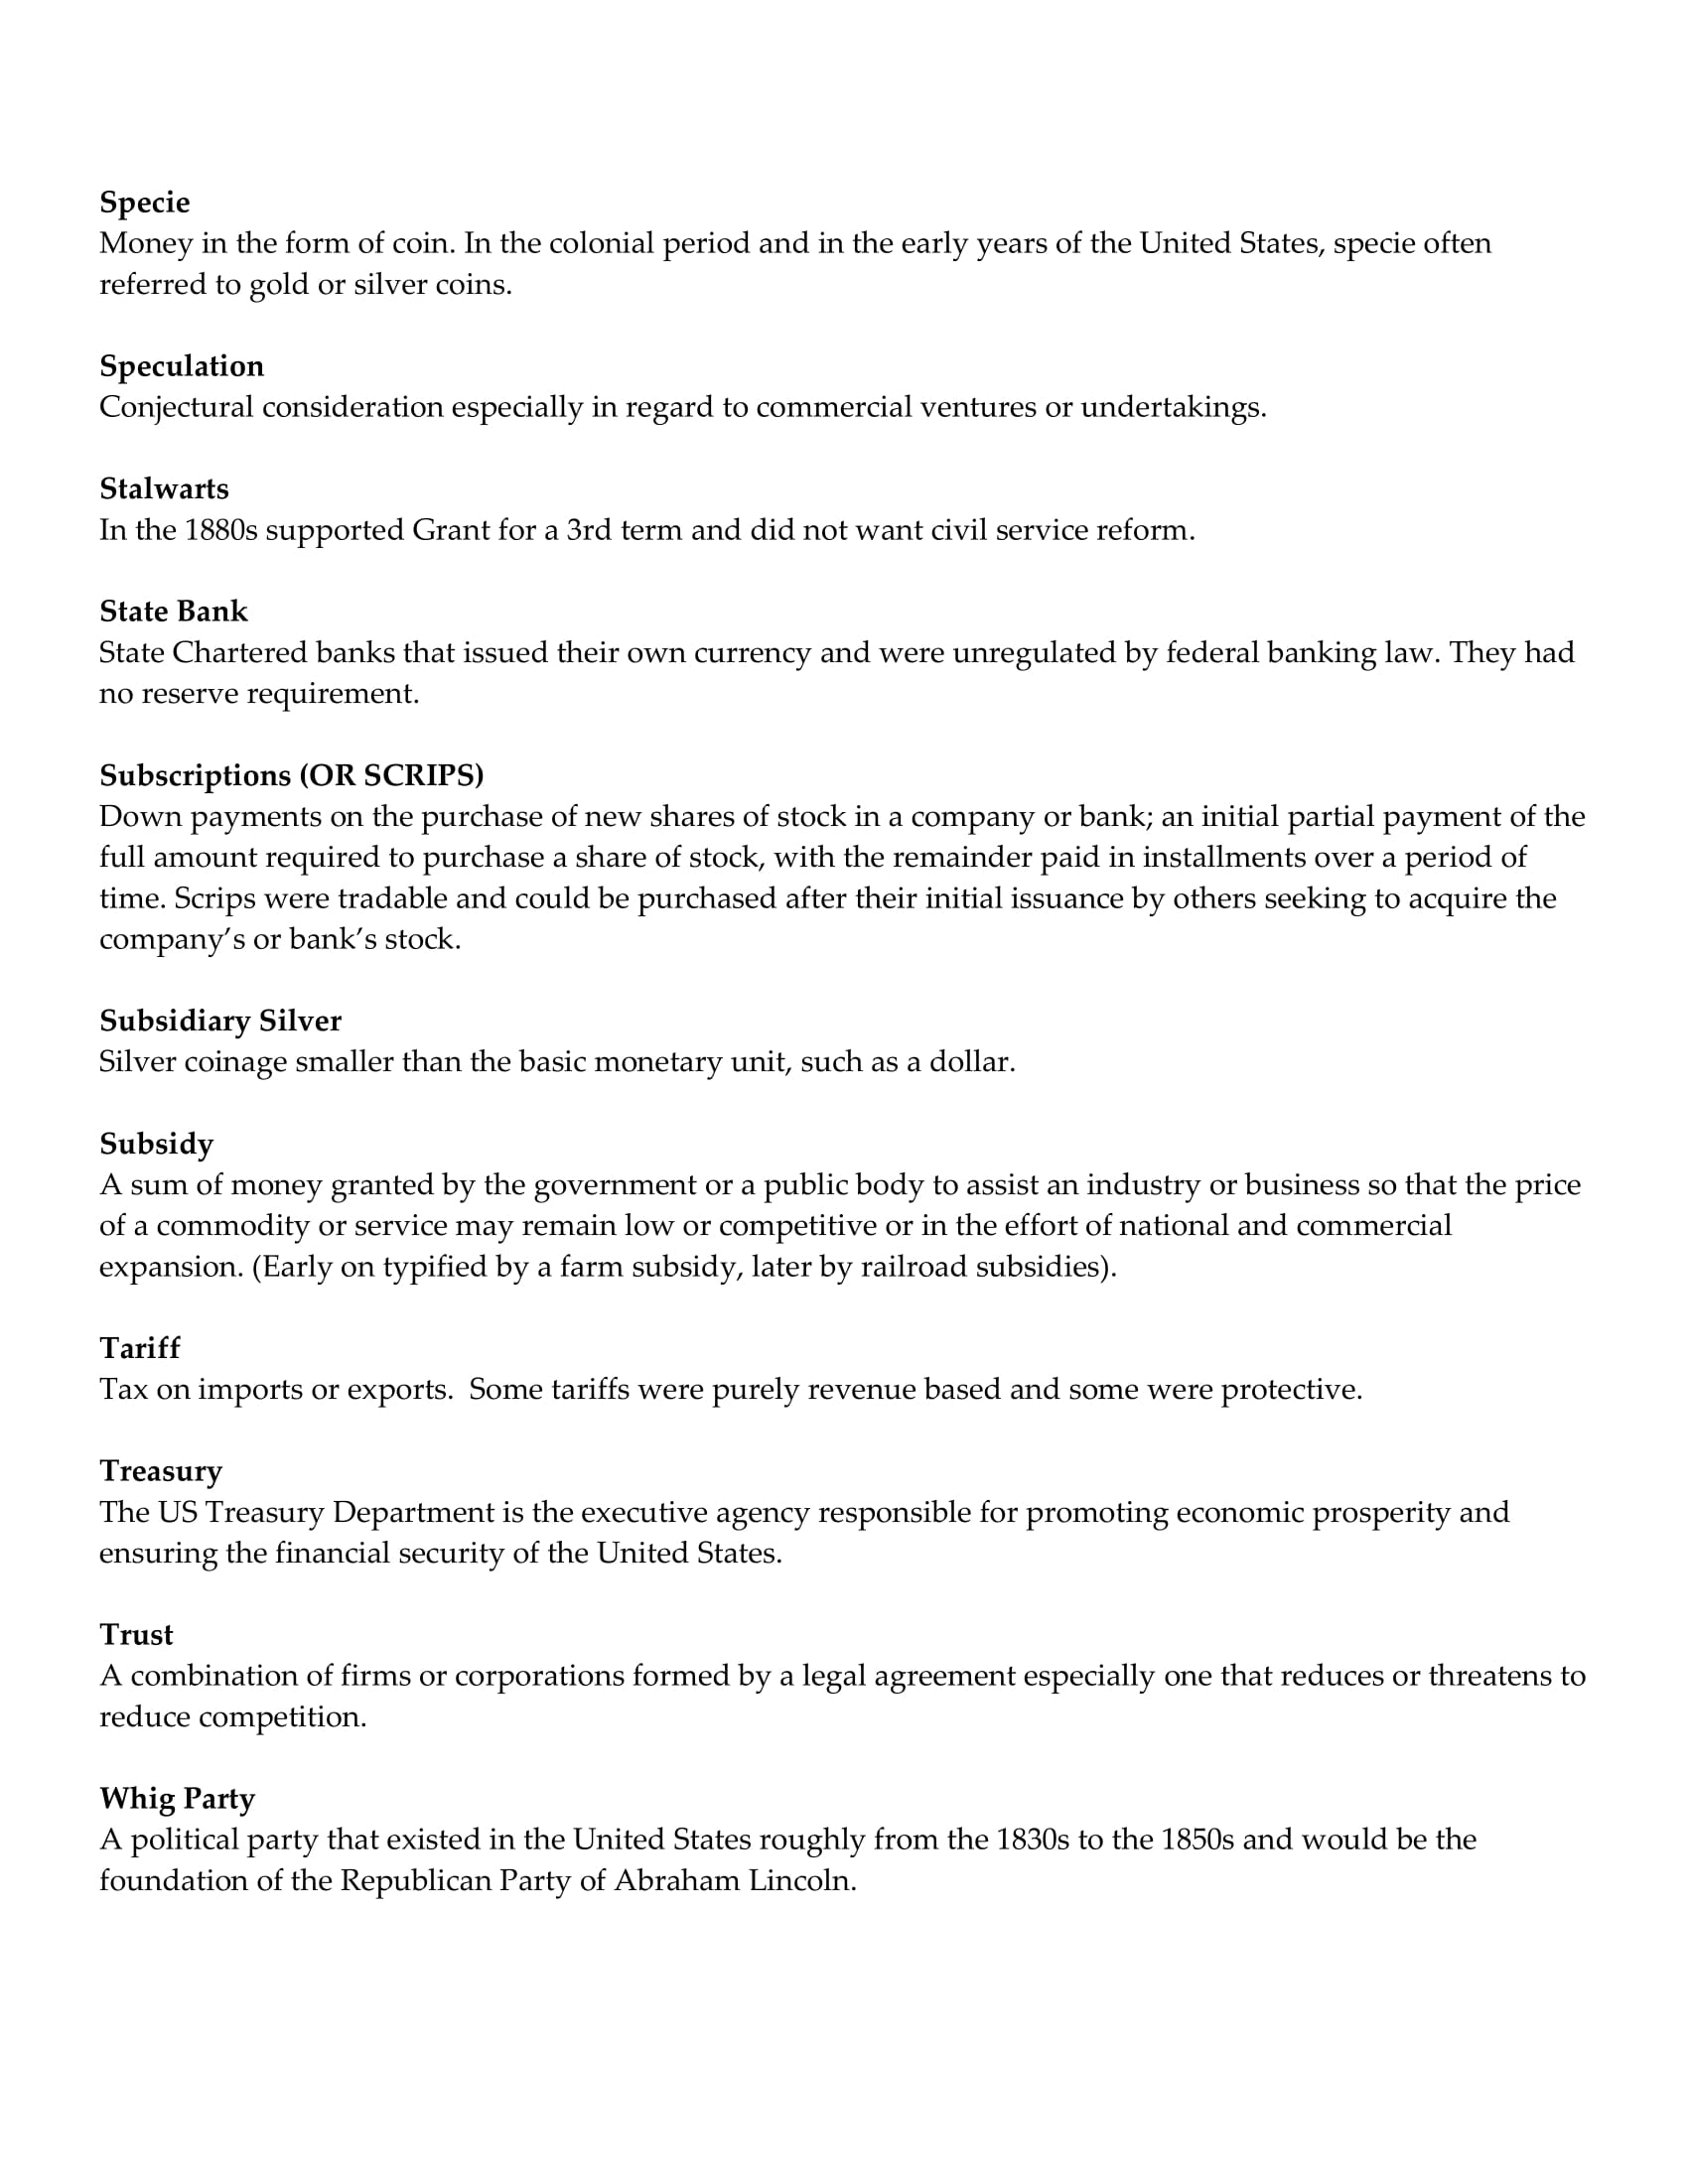 Specie
Money in the form of coin. In the colonial period and in the early years of the United States, specie often
referred to gold or silver coins.
Speculation
Conjectural consideration especially in regard to commercial ventures or undertakings.
Stalwarts
In the 1880s supported Grant for a 3rd term and did not want civil service reform.
State Bank
State Chartered banks that issued their own currency and were unregulated by federal banking law. They had
no reserve requirement.
Subscriptions (OR SCRIPS)
Down payments on the purchase of new shares of stock in a company or bank; an initial partial payment of the
full amount required to purchase a share of stock, with the remainder paid in installments over a period of
time. Scrips were tradable and could be purchased after their initial issuance by others seeking to acquire the
company’s or bank’s stock.
Subsidiary Silver
Silver coinage smaller than the basic monetary unit, such as a dollar.
Subsidy
A sum of money granted by the government or a public body to assist an industry or business so that the price
of a commodity or service may remain low or competitive or in the effort of national and commercial
expansion. (Early on typified by a farm subsidy, later by railroad subsidies).
Tariff
Tax on imports or exports.  Some tariffs were purely revenue based and some were protective.
Treasury
The US Treasury Department is the executive agency responsible for promoting economic prosperity and
ensuring the financial security of the United States.
Trust
A combination of firms or corporations formed by a legal agreement especially one that reduces or threatens to
reduce competition.
Whig Party
A political party that existed in the United States roughly from the 1830s to the 1850s and would be the
foundation of the Republican Party of Abraham Lincoln.